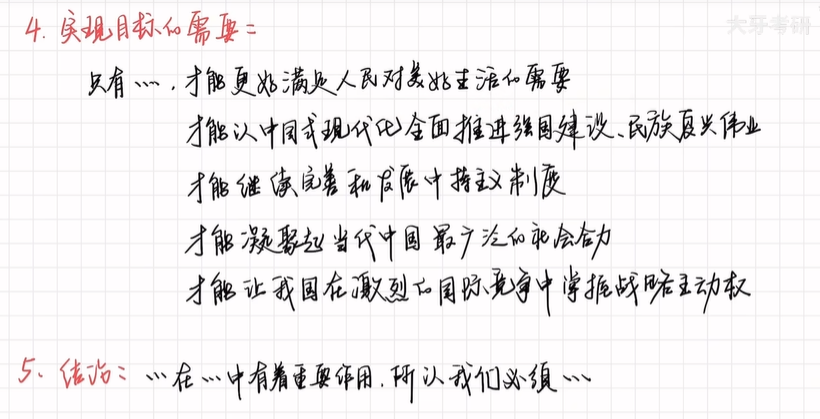 大牙考研
4. 实现目标的需要：
只有……，才能更好满足人民对美好生活的需要
才能以中国式现代化全面推进强国建设、民族复兴伟业
才能继续完善和发展中特主义制度
才能凝聚起当代中国最广泛的社会合力
才能让我国在激烈的国际竞争中掌握战略主动权
5、结论：…在…中有着重要作用，所以我们必须…